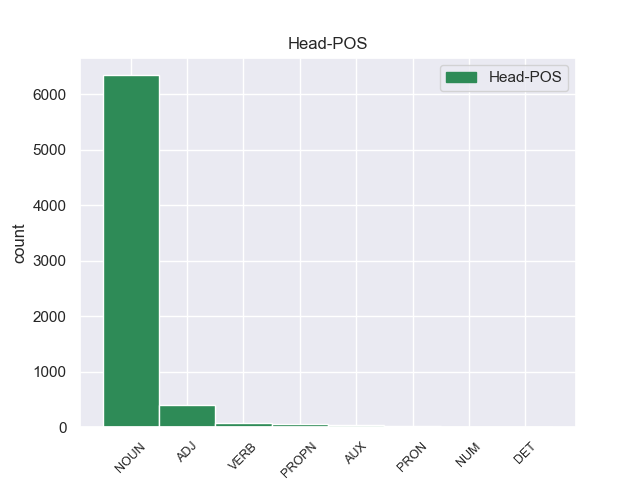 Head-POS
Head-POS
6000
5000
4000
3000
2000
1000
0
count
NOUN
ADJ
VERB
PROPN
AUX
PRON
NUM
DET